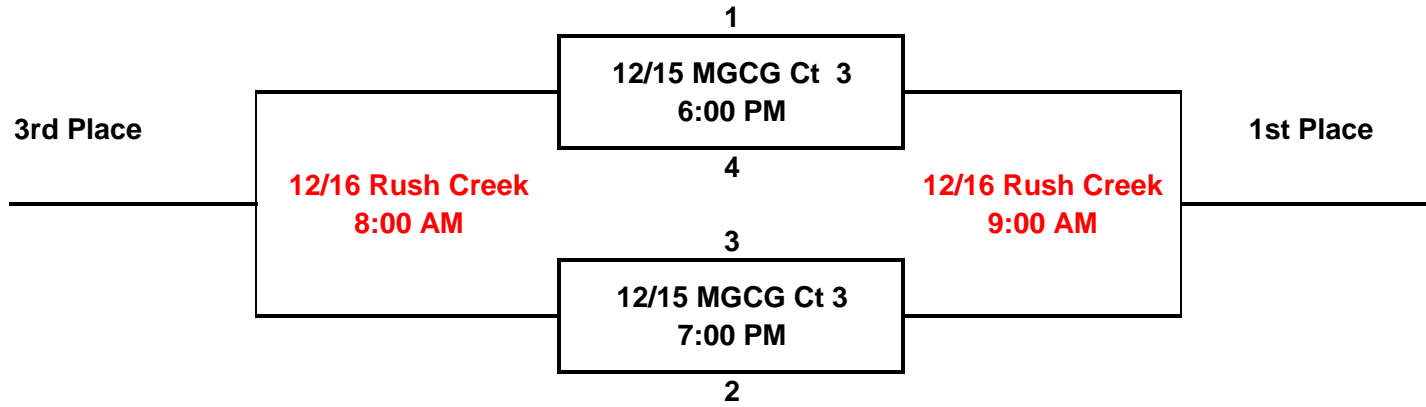 1
12/15 MGCG Ct 3
6:00 PM
3rd Place
1st Place
4
12/16 Rush Creek
8:00 AM
12/16 Rush Creek
9:00 AM
3
12/15 MGCG Ct 3
7:00 PM
2